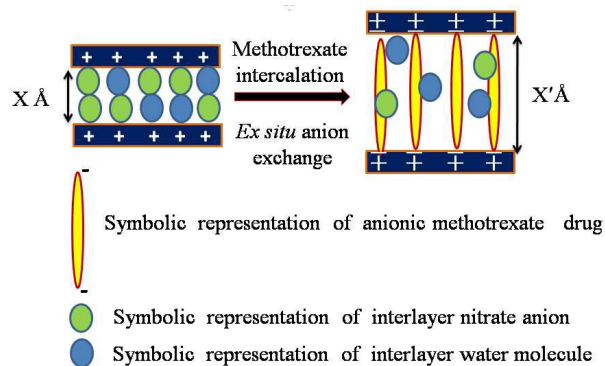 + + + + +
+ + + + +
X Å
Methotrexate
intercalation
Ex situ anion
exchange
+ + + + +
+ + + + +
X′Å
-
-
Symbolic representation of anionic methotrexate drug
Symbolic representation of interlayer nitrate anion
Symbolic representation of interlayer water molecule